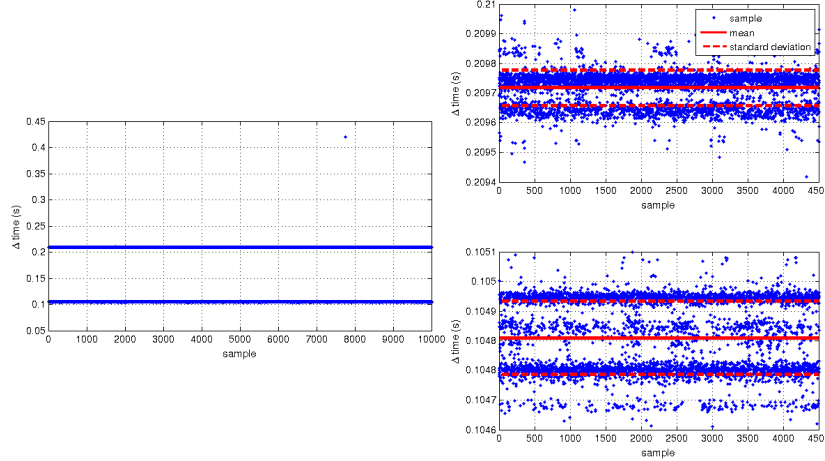 0.45
0.4
0.35
0.3
0.25
0.2
0.15
0.1
0.05
Δ time (s)
0 1000 2000 3000 4000 5000 6000 7000 8000 9000 10000
sample
0.21
0.2099
0.2098
0.2097
0.2096
0.2095
0.2094
Δ time (s)
sample
mean
standard deviation
0 500 1000 1500 2000 2500 3000 3500 4000 450
sample
0.1051
0.105
0.1049
0.1048
0.1048
0.1047
0.1046
Δ time (s)
0 500 1000 1500 2000 2500 3000 3500 4000 450
sample